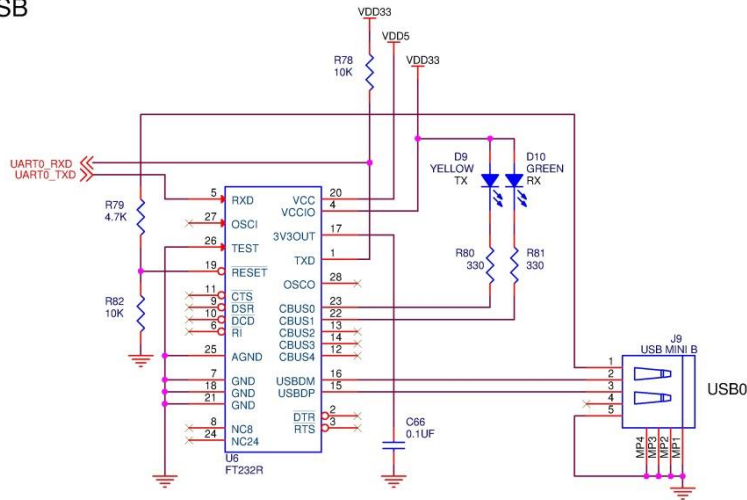 SB
VDD33
VDD5
VDD33
R78
10K
UART0_RXD
UART0_TXD
D9
YELLOW
TX
D10
GREEN
RX
R79
4.7K
R82
10K
R80
330
R81
330
5 RXD
27 OSCI
26 TEST
19 RESET
11 CTS
9 DSR
10 DCD
6 RI
25 AGND
7 GND
18 GND
21 GND
8 NC8
24 NC24
VCC 20
VCCIO 4
3V3OUT 17
TXD 1
OSCO 28
CBUS0 23
CBUS1 22
CBUS2 13
CBUS3 14
CBUS4 12
USBDM 16
USBDP 15
DTR 2
RTS 3
U6
FT232R
C66
0.1UF
J9
USB MINI B
1
2
3
4
5
MP4
MP3
MP2
MP1
USB0